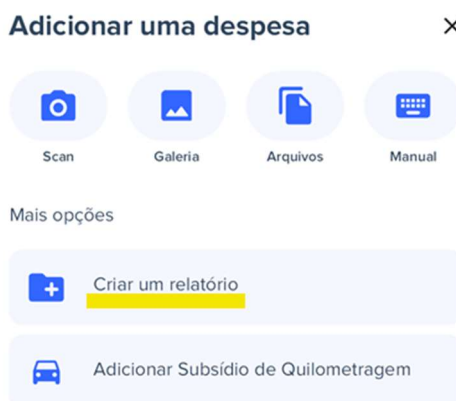 Adicionar uma despesa
Scan Galeria Arquivos Manual
Mais opções
Criar um relatório
Adicionar Subsídio de Quilometragem